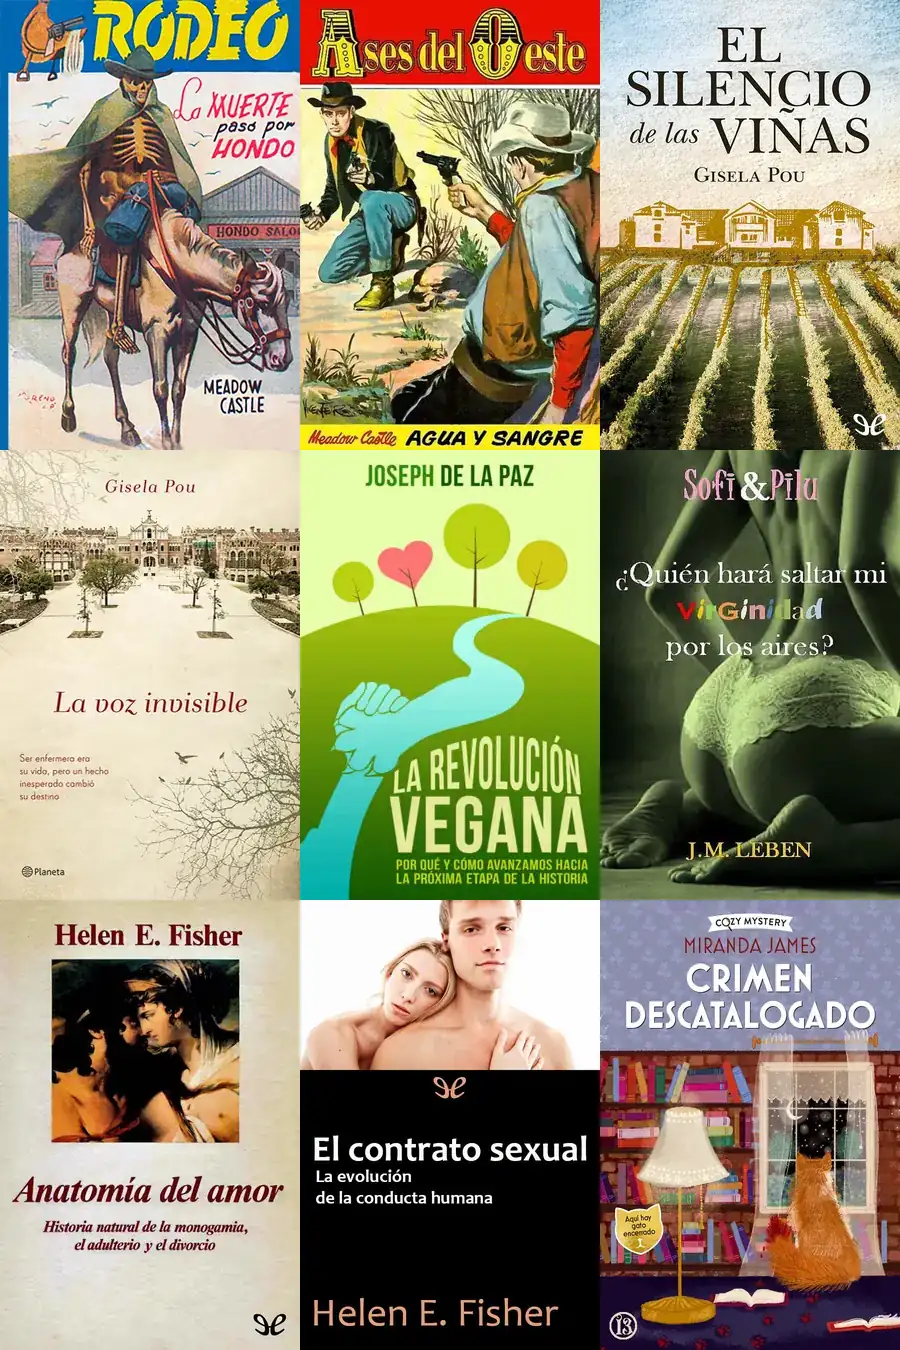 RODEO
La MUERTE
pasó por
HONDO
HONDO SALO
MEADOW
CASTLE
Ases del Oeste
Meadow Castle AGUA Y SANGRE
EL
SILENCIO
de las VIÑAS
GISELA POU
Gisela Pou
La voz invisible
Ser enfermera era
su vida, pero un hecho
inesperado cambió
su destino
Planeta
JOSEPH DE LA PAZ
LA REVOLUCIÓN
VEGANA
POR QUÉ Y CÓMO AVANZAMOS HACIA
LA PRÓXIMA ETAPA DE LA HISTORIA
Sofi&Pilu
¿Quién hará saltar mi
VirGinidad
por los aires?
J.M. LEBEN
Helen E. Fisher
Anatomía del amor
Historia natural de la monogamia,
el adulterio y el divorcio
El contrato sexual
La evolución
de la conducta humana
Helen E. Fisher
COZY MYSTERY
MIRANDA JAMES
CRIMEN
DESCATALOGADO
Aquí hay
gato
encerrado
1
13